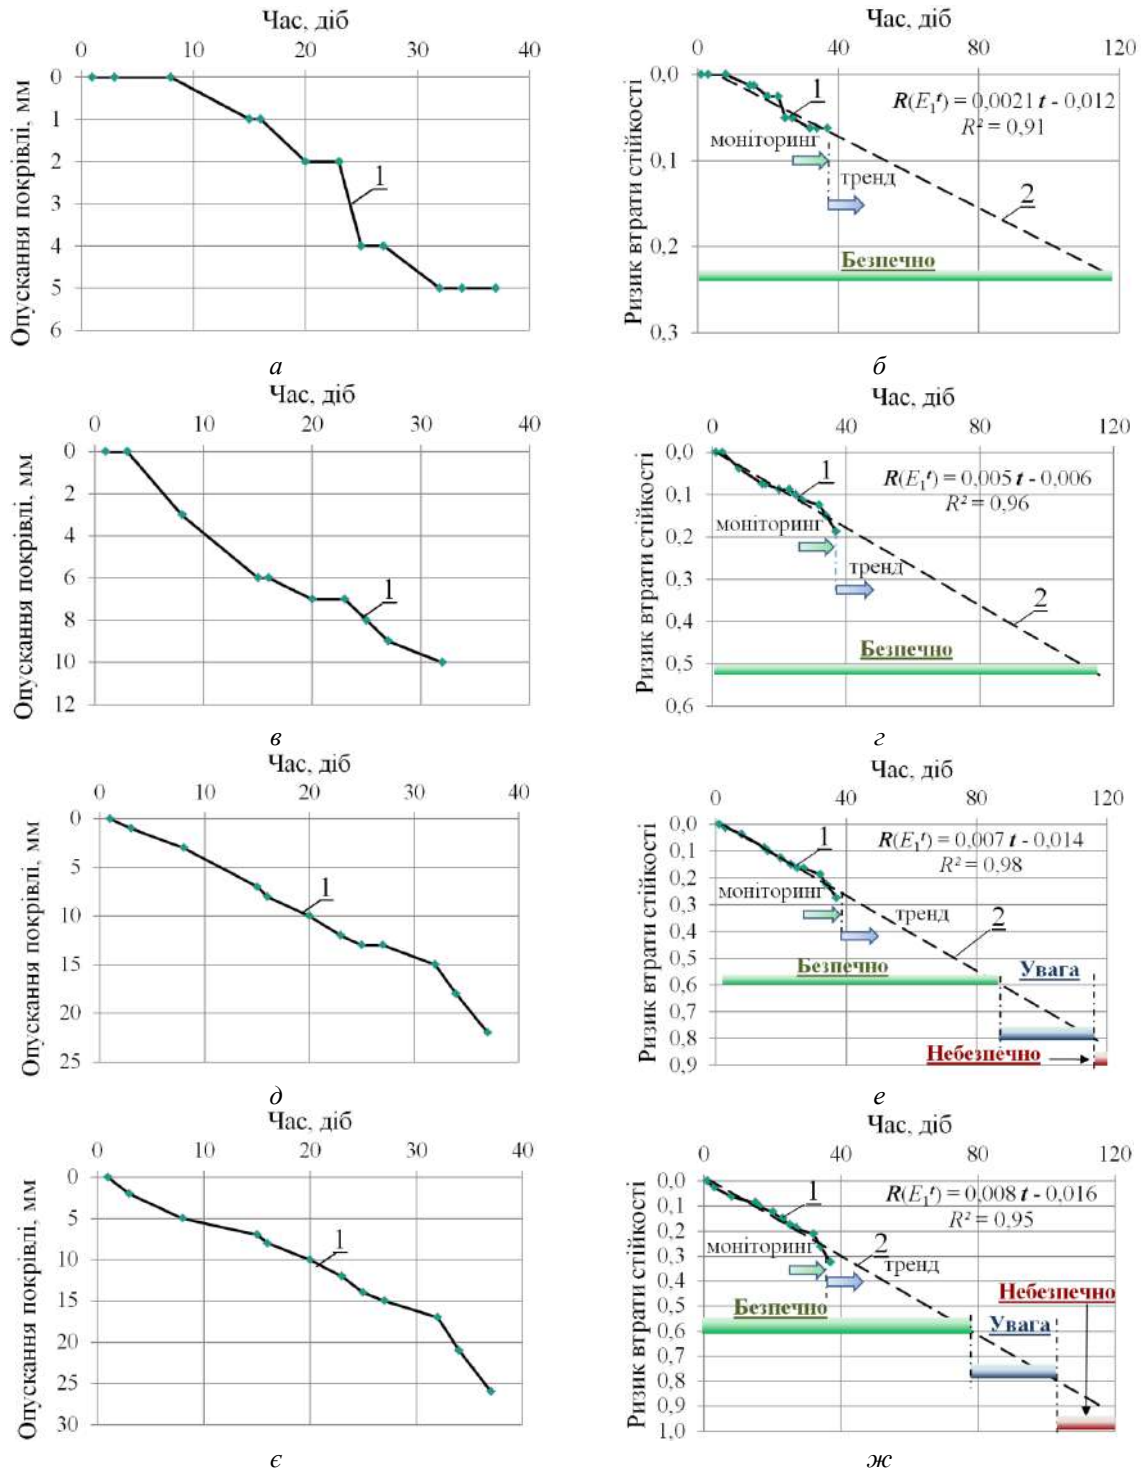 Час, діб
0 10 20 30 40
Опускання покрівлі, мм
0
1
2
3
4
5
6
1
а
Час, діб
0 40 80 120
Ризик втрати стійкості
0,0
0,1
0,2
0,3
1
R(E₁ᵗ) = 0,0021 t - 0,012
R² = 0,91
моніторинг
тренд
2
Безпечно
б
Час, діб
0 10 20 30 40
Опускання покрівлі, мм
0
2
4
6
8
10
12
1
в
Час, діб
0 40 80 120
Ризик втрати стійкості
0,0
0,1
0,2
0,3
0,4
0,5
0,6
1
R(E₁ᵗ) = 0,005 t - 0,006
R² = 0,96
моніторинг
тренд
2
Безпечно
г
Час, діб
0 10 20 30 40
Опускання покрівлі, мм
0
5
10
15
20
25
1
д
Час, діб
0 40 80 120
Ризик втрати стійкості
0,0
0,1
0,2
0,3
0,4
0,5
0,6
0,7
0,8
0,9
1
R(E₁ᵗ) = 0,007 t - 0,014
R² = 0,98
моніторинг
тренд
2
Безпечно
Увага
Небезпечно
е
Час, діб
0 10 20 30 40
Опускання покрівлі, мм
0
5
10
15
20
25
30
1
є
Час, діб
0 40 80 120
Ризик втрати стійкості
0,0
0,1
0,2
0,3
0,4
0,5
0,6
0,7
0,8
0,9
1,0
1
R(E₁ᵗ) = 0,008 t - 0,016
R² = 0,95
моніторинг
2
тренд
Небезпечно
Безпечно
Увага
ж